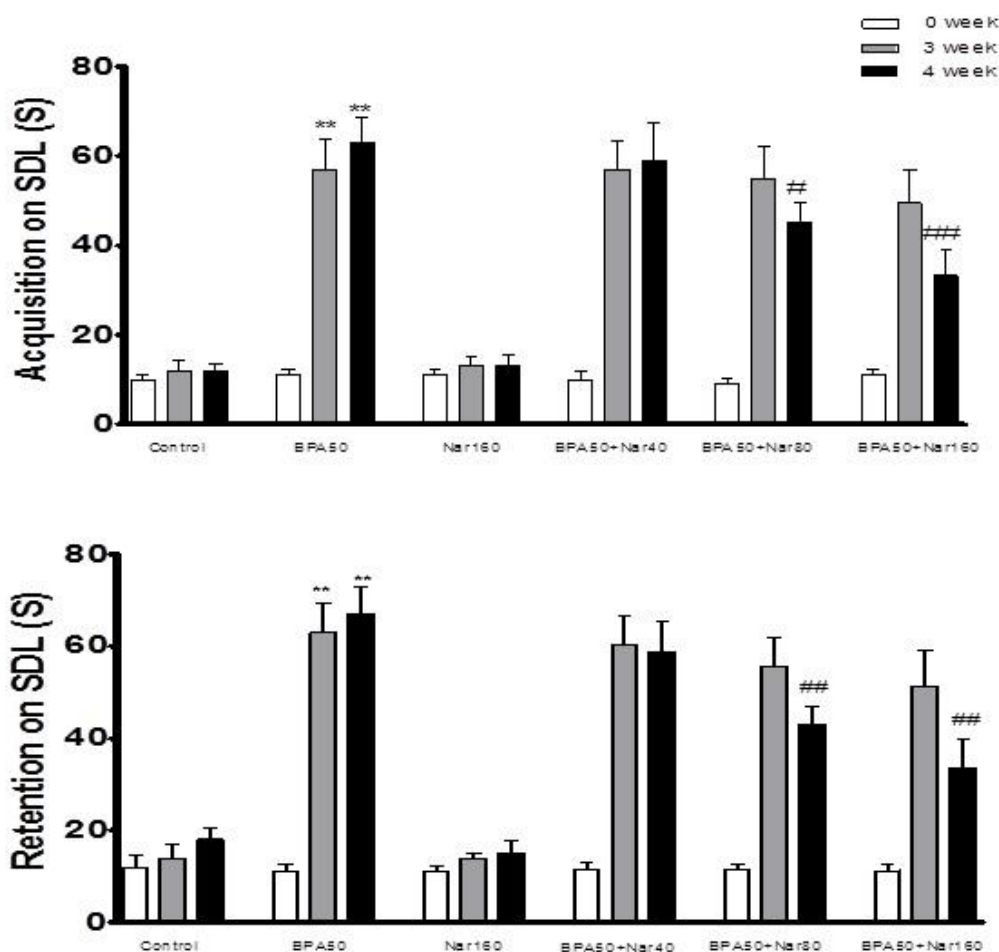 0 week
3 week
4 week
Acquisition on SDL (S)
80
60
40
20
0
**
**
##
###
Control
BPA50
Nar160
BPA50+Nar40
BPA50+Nar80
BPA50+Nar160
Retention on SDL (S)
80
60
40
20
0
**
**
##
##
Control
BPA50
Nar160
BPA50+Nar40
BPA50+Nar80
BPA50+Nar160